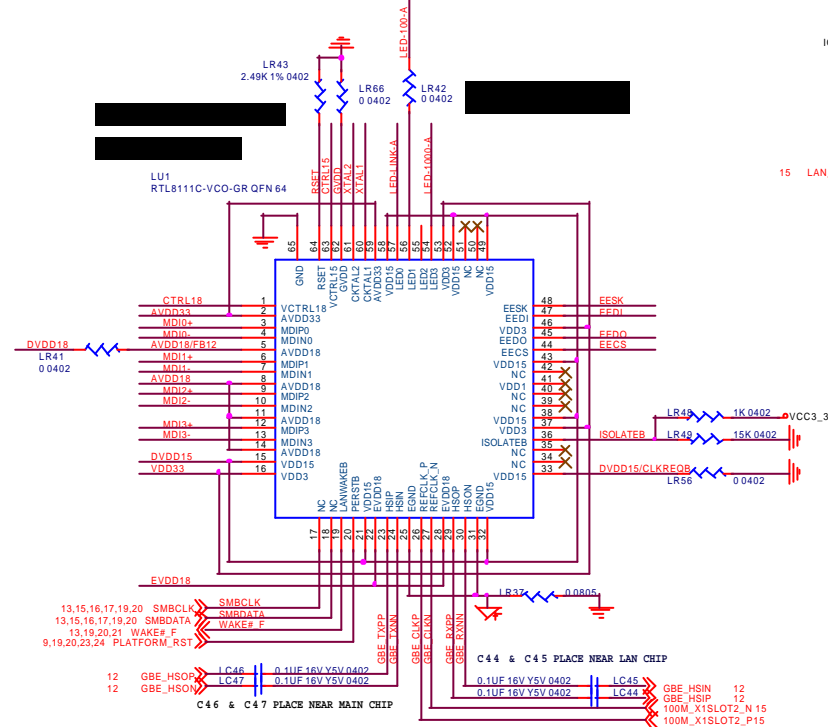 IC
LED-100-A
LR43
2.49K 1% 0402
LR66
0 0402
LR42
0 0402
LU1
RTL8111C-VCO-GR QFN 64
15 LAN_
RSET
CTRL15
GVDD
XTAL2
XTAL1
LED-LINK-A
LED-1000-A
65 64 63 62 61 60 59 58 57 56 55 54 53 52 51 50 49
GND RSET VCTRL15 GVDD CKTAL2 CKTAL1 AVDD33 VDD15 LED0 LED1 LED2 LED3 VDD3 VDD15 NC NC VDD15
CTRL18 1 VCTRL18
AVDD33 2 AVDD33
MDI0+ 3 MDIP0
MDI0- 4 MDIN0
DVDD18 LR41 0 0402 AVDD18/FB12 5 AVDD18
MDI1+ 6 MDIP1
MDI1- 7 MDIN1
AVDD18 8 AVDD18
MDI2+ 9 MDIP2
MDI2- 10 MDIN2
11 AVDD18
MDI3+ 12 MDIP3
MDI3- 13 MDIN3
14 AVDD18
DVDD15 15 VDD15
VDD33 16 VDD3
EESK 48 EESK
EEDI 47 EEDI
VDD3 46
EEDO 45 EEDO
EECS 44 EECS
VDD15 43
NC 42
VDD1 41
NC 40
NC 39
VDD15 38
VDD3 37
ISOLATEB 36 ISOLATEB
NC 35
NC 34
VDD15 33 DVDD15/CLKREQB
LR48 1K 0402 VCC3_3
LR49 15K 0402
LR56 0 0402
NC NC LANWAKEB PERSTB VDD15 EVDD18 HSIP HSIN EGND REFCLK_P REFCLK_N EVDD18 HSOP HSON EGND VDD15
17 18 19 20 21 22 23 24 25 26 27 28 29 30 31 32
EVDD18
LR37 0 0805
13,15,16,17,19,20 SMBCLK SMBCLK
13,15,16,17,19,20 SMBDATA SMBDATA
13,19,20,21 WAKE#_F WAKE#_F
9,19,20,23,24 PLATFORM_RST
GBE_TXPP
GBE_TXNN
GBE_CLKP
GBE_CLKN
GBE_RXPP
GBE_RXNN
12 GBE_HSOP LC46 0.1UF 16V Y5V 0402
12 GBE_HSON LC47 0.1UF 16V Y5V 0402
C46 & C47 PLACE NEAR MAIN CHIP
C44 & C45 PLACE NEAR LAN CHIP
0.1UF 16V Y5V 0402 LC45 GBE_HSIN 12
0.1UF 16V Y5V 0402 LC44 GBE_HSIP 12
100M_X1SLOT2_N 15
100M_X1SLOT2_P 15